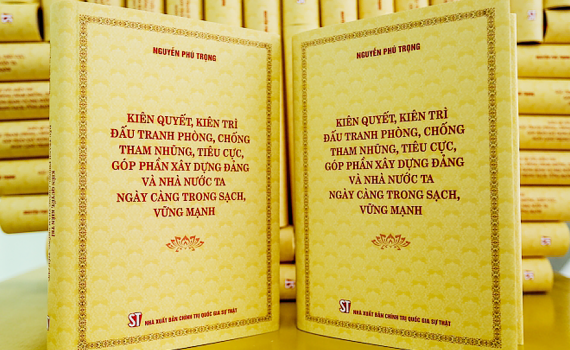 NGUYỄN PHÚ TRỌNG
KIÊN QUYẾT, KIÊN TRÌ
ĐẤU TRANH PHÒNG, CHỐNG
THAM NHŨNG, TIÊU CỰC,
GÓP PHẦN XÂY DỰNG ĐẢNG
VÀ NHÀ NƯỚC TA
NGÀY CÀNG TRONG SẠCH,
VỮNG MẠNH
ST
NHÀ XUẤT BẢN CHÍNH TRỊ QUỐC GIA SỰ THẬT
NGUYỄN PHÚ TRỌNG
KIÊN QUYẾT, KIÊN TRÌ
ĐẤU TRANH PHÒNG, CHỐNG
THAM NHŨNG, TIÊU CỰC,
GÓP PHẦN XÂY DỰNG ĐẢNG
VÀ NHÀ NƯỚC TA
NGÀY CÀNG TRONG SẠCH,
VỮNG MẠNH
ST
NHÀ XUẤT BẢN CHÍNH TRỊ QUỐC GIA SỰ THẬT